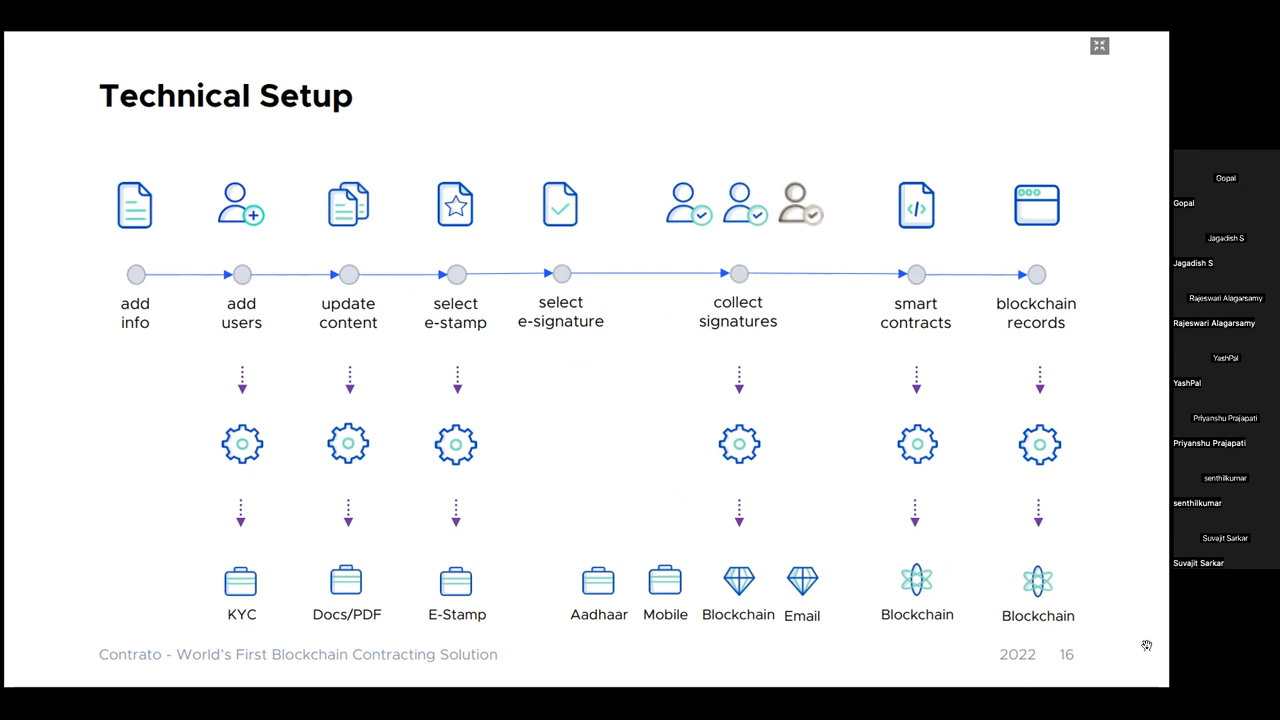 Technical Setup
add
info
add
users
update
content
select
e-stamp
select
e-signature
collect
signatures
smart
contracts
blockchain
records
KYC
Docs/PDF
E-Stamp
Aadhaar
Mobile
Blockchain
Email
Blockchain
Blockchain
Contrato - World's First Blockchain Contracting Solution
2022 16
Gopal
Gopal
Jagadish S
Jagadish S
Rajeswari Alagarsamy
Rajeswari Alagarsamy
YashPal
YashPal
Priyanshu Prajapati
Priyanshu Prajapati
senthilkumar
senthilkumar
Suvajit Sarkar
Suvajit Sarkar